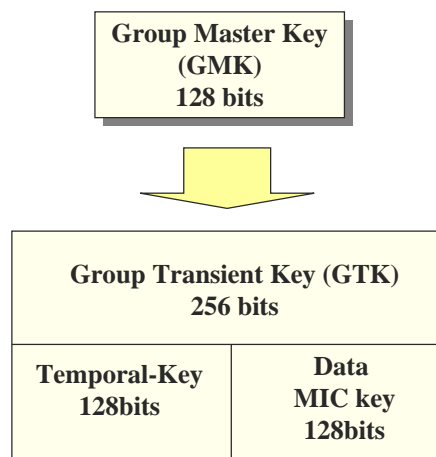 Group Master Key
(GMK)
128 bits
Group Transient Key (GTK)
256 bits
Temporal-Key
128bits
Data
MIC key
128bits